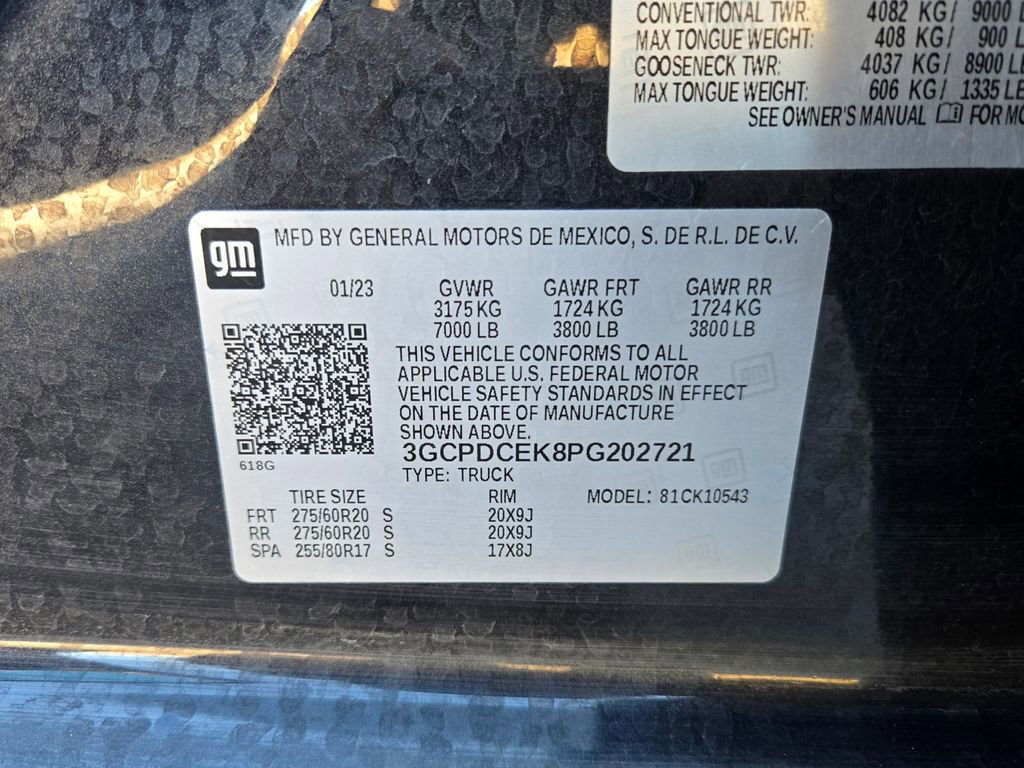 CONVENTIONAL TWR: 4082 KG/ 9000 L
MAX TONGUE WEIGHT: 408 KG/ 900 L
GOOSENECK TWR: 4037 KG/ 8900 LE
MAX TONGUE WEIGHT: 606 KG/ 1335 LE
SEE OWNER'S MANUAL FOR MO
gm
MFD BY GENERAL MOTORS DE MEXICO, S. DE R.L. DE C.V.
01/23 GVWR GAWR FRT GAWR RR
3175 KG 1724 KG 1724 KG
7000 LB 3800 LB 3800 LB
THIS VEHICLE CONFORMS TO ALL
APPLICABLE U.S. FEDERAL MOTOR
VEHICLE SAFETY STANDARDS IN EFFECT
ON THE DATE OF MANUFACTURE
SHOWN ABOVE.
3GCPDCEK8PG202721
618G
TYPE: TRUCK
TIRE SIZE RIM MODEL: 81CK10543
FRT 275/60R20 S 20X9J
RR 275/60R20 S 20X9J
SPA 255/80R17 S 17X8J